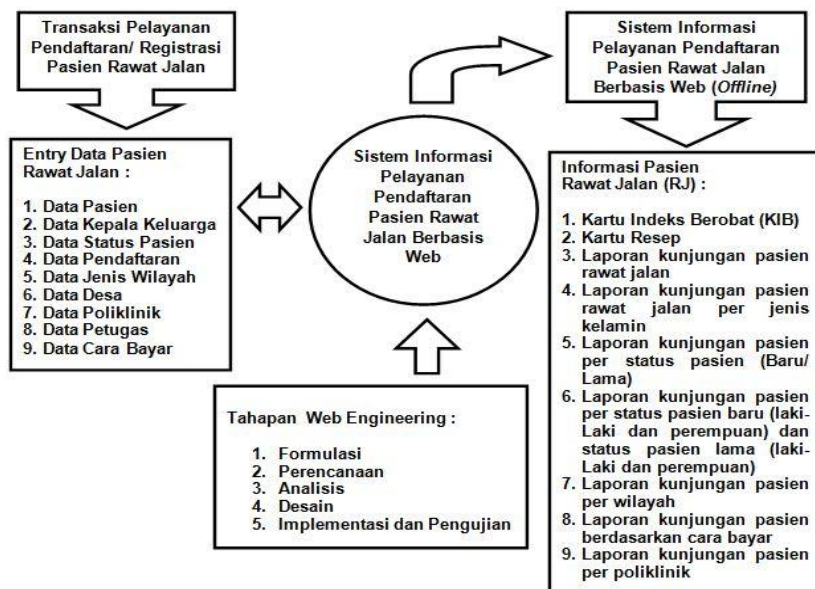 Transaksi Pelayanan
Pendaftaran/ Registrasi
Pasien Rawat Jalan
Entry Data Pasien
Rawat Jalan :
1. Data Pasien
2. Data Kepala Keluarga
3. Data Status Pasien
4. Data Pendaftaran
5. Data Jenis Wilayah
6. Data Desa
7. Data Poliklinik
8. Data Petugas
9. Data Cara Bayar
Sistem Informasi
Pelayanan
Pendaftaran
Pasien Rawat
Jalan Berbasis
Web
Tahapan Web Engineering :
1. Formulasi
2. Perencanaan
3. Analisis
4. Desain
5. Implementasi dan Pengujian
Sistem Informasi
Pelayanan Pendaftaran
Pasien Rawat Jalan
Berbasis Web (Offline)
Informasi Pasien
Rawat Jalan (RJ) :
1. Kartu Indeks Berobat (KIB)
2. Kartu Resep
3. Laporan kunjungan pasien
rawat jalan
4. Laporan kunjungan pasien
rawat jalan per jenis
kelamin
5. Laporan kunjungan pasien
per status pasien (Baru/
Lama)
6. Laporan kunjungan pasien
per status pasien baru (laki-
Laki dan perempuan) dan
status pasien lama (laki-
Laki dan perempuan)
7. Laporan kunjungan pasien
per wilayah
8. Laporan kunjungan pasien
berdasarkan cara bayar
9. Laporan kunjungan pasien
per poliklinik